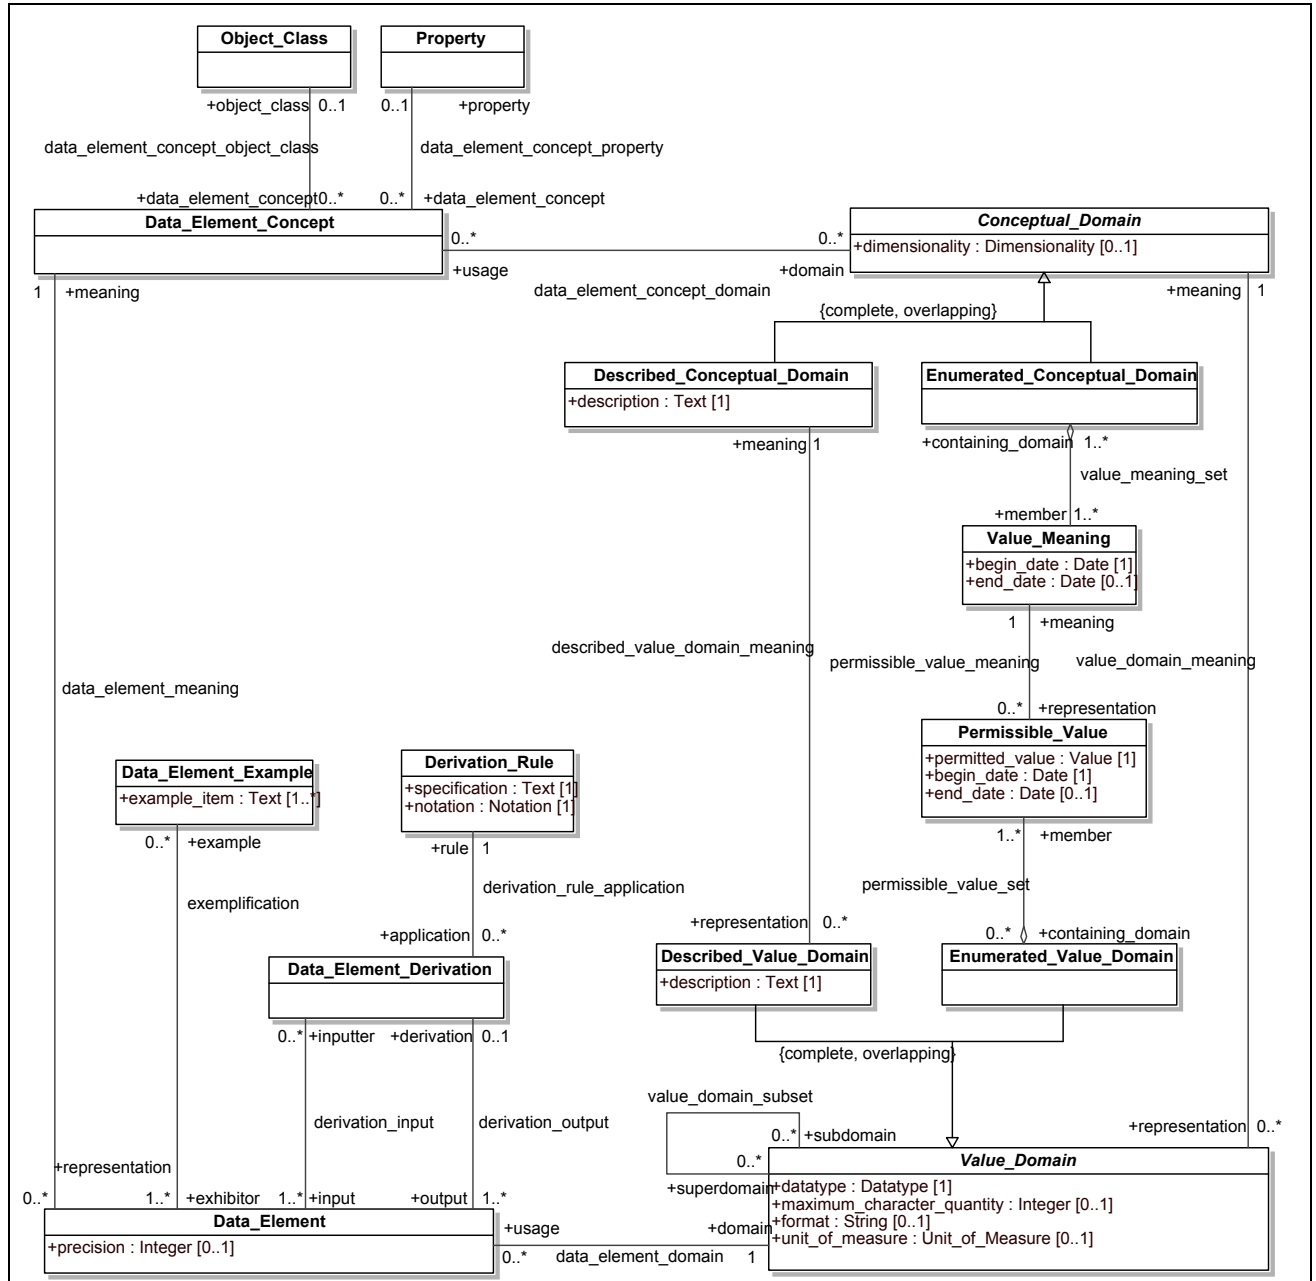 Object_Class
Property
+object_class 0..1
0..1 +property
data_element_concept_object_class
data_element_concept_property
+data_element_concept 0..*
0..* +data_element_concept
Data_Element_Concept
Conceptual_Domain
+dimensionality : Dimensionality [0..1]
0..*
0..*
+usage
+domain
data_element_concept_domain
1 +meaning
+meaning 1
{complete, overlapping}
Described_Conceptual_Domain
+description : Text [1]
Enumerated_Conceptual_Domain
+meaning 1
+containing_domain 1..*
value_meaning_set
+member 1..*
Value_Meaning
+begin_date : Date [1]
+end_date : Date [0..1]
1 +meaning
described_value_domain_meaning
permissible_value_meaning
value_domain_meaning
data_element_meaning
0..* +representation
Permissible_Value
+permitted_value : Value [1]
+begin_date : Date [1]
+end_date : Date [0..1]
Data_Element_Example
+example_item : Text [1..*]
Derivation_Rule
+specification : Text [1]
+notation : Notation [1]
0..* +example
+rule 1
1..* +member
exemplification
derivation_rule_application
permissible_value_set
+application 0..*
+representation 0..*
0..* +containing_domain
Data_Element_Derivation
Described_Value_Domain
+description : Text [1]
Enumerated_Value_Domain
0..* +inputter
+derivation 0..1
{complete, overlapping}
value_domain_subset
derivation_input
derivation_output
0..* +subdomain
+representation 0..*
0..*
+superdomain
Value_Domain
+datatype : Datatype [1]
+maximum_character_quantity : Integer [0..1]
+format : String [0..1]
+unit_of_measure : Unit_of_Measure [0..1]
+representation
0..*
1..* +exhibitor
1..* +input
+output 1..*
Data_Element
+precision : Integer [0..1]
+usage
+domain
0..* data_element_domain 1